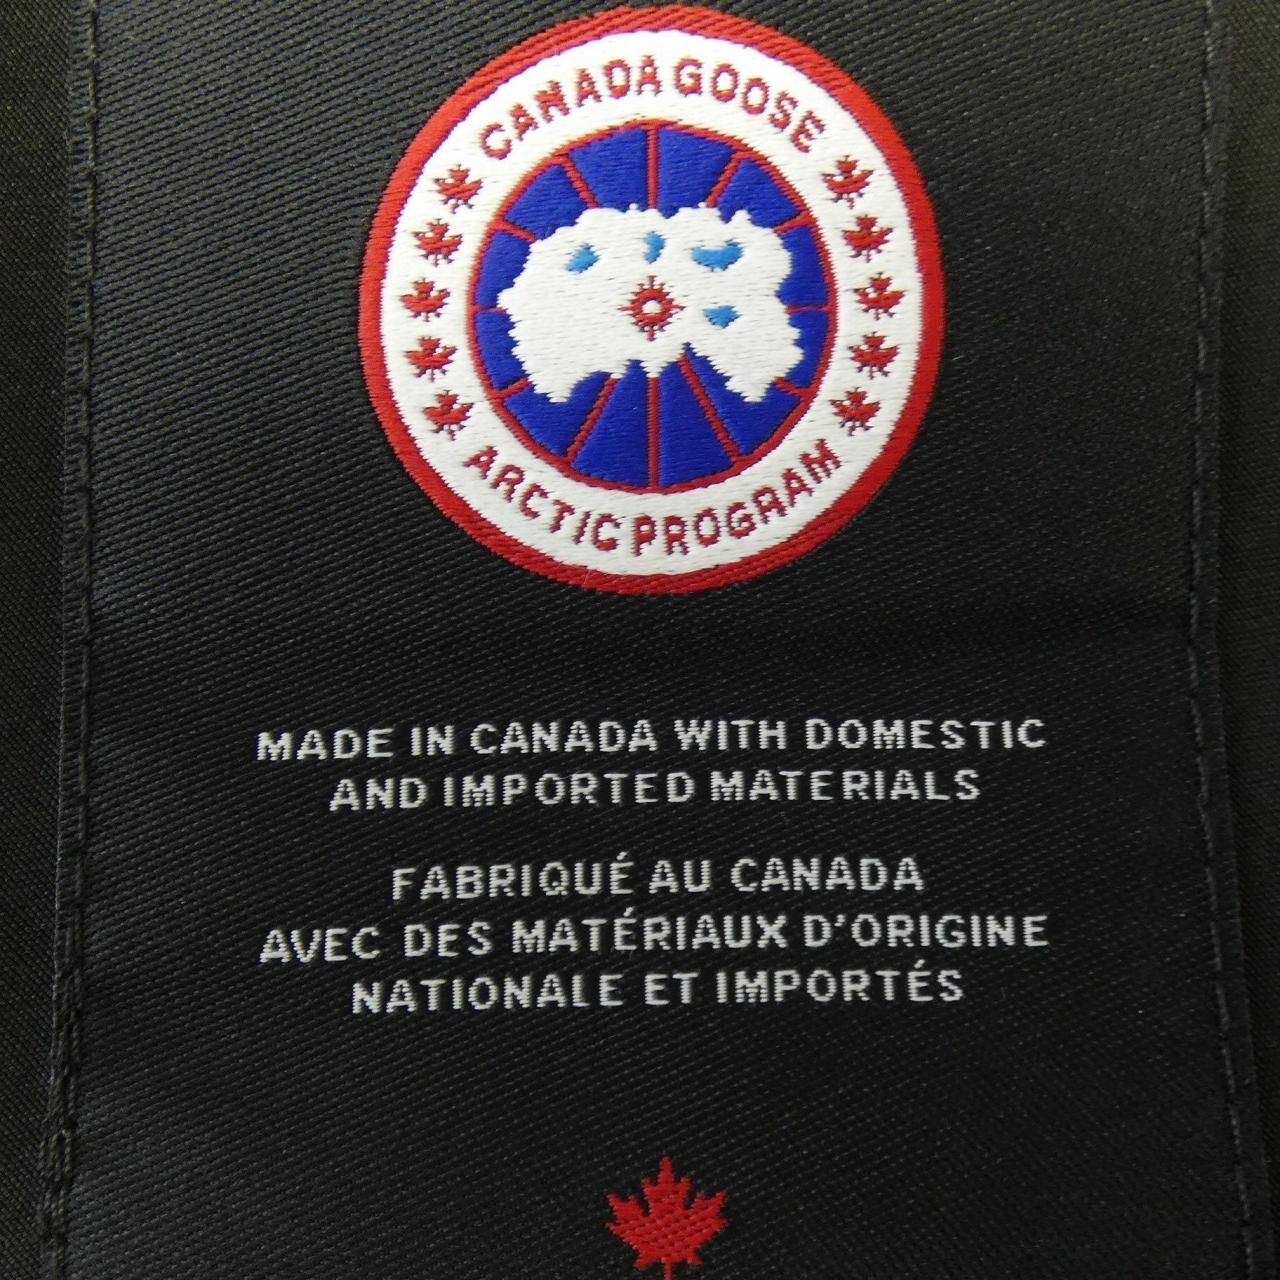 CANADA GOOSE
ARCTIC PROGRAM
MADE IN CANADA WITH DOMESTIC
AND IMPORTED MATERIALS
FABRIQUÉ AU CANADA
AVEC DES MATÉRIAUX D'ORIGINE
NATIONALE ET IMPORTÉS